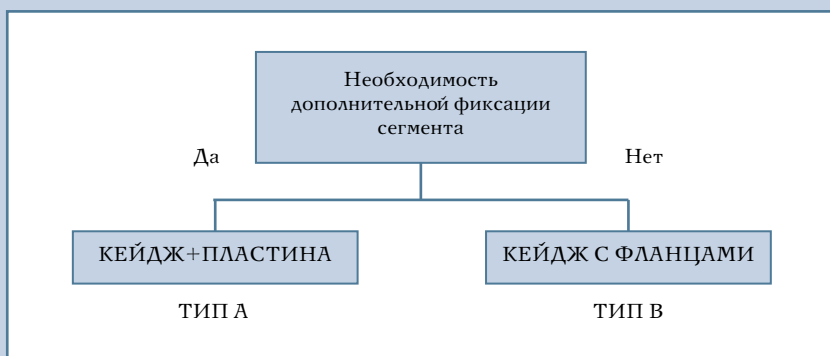 Необходимость
дополнительной фиксации
сегмента
Да
Нет
КЕЙДЖ+ПЛАСТИНА
КЕЙДЖ С ФЛАНЦАМИ
ТИП А
ТИП В